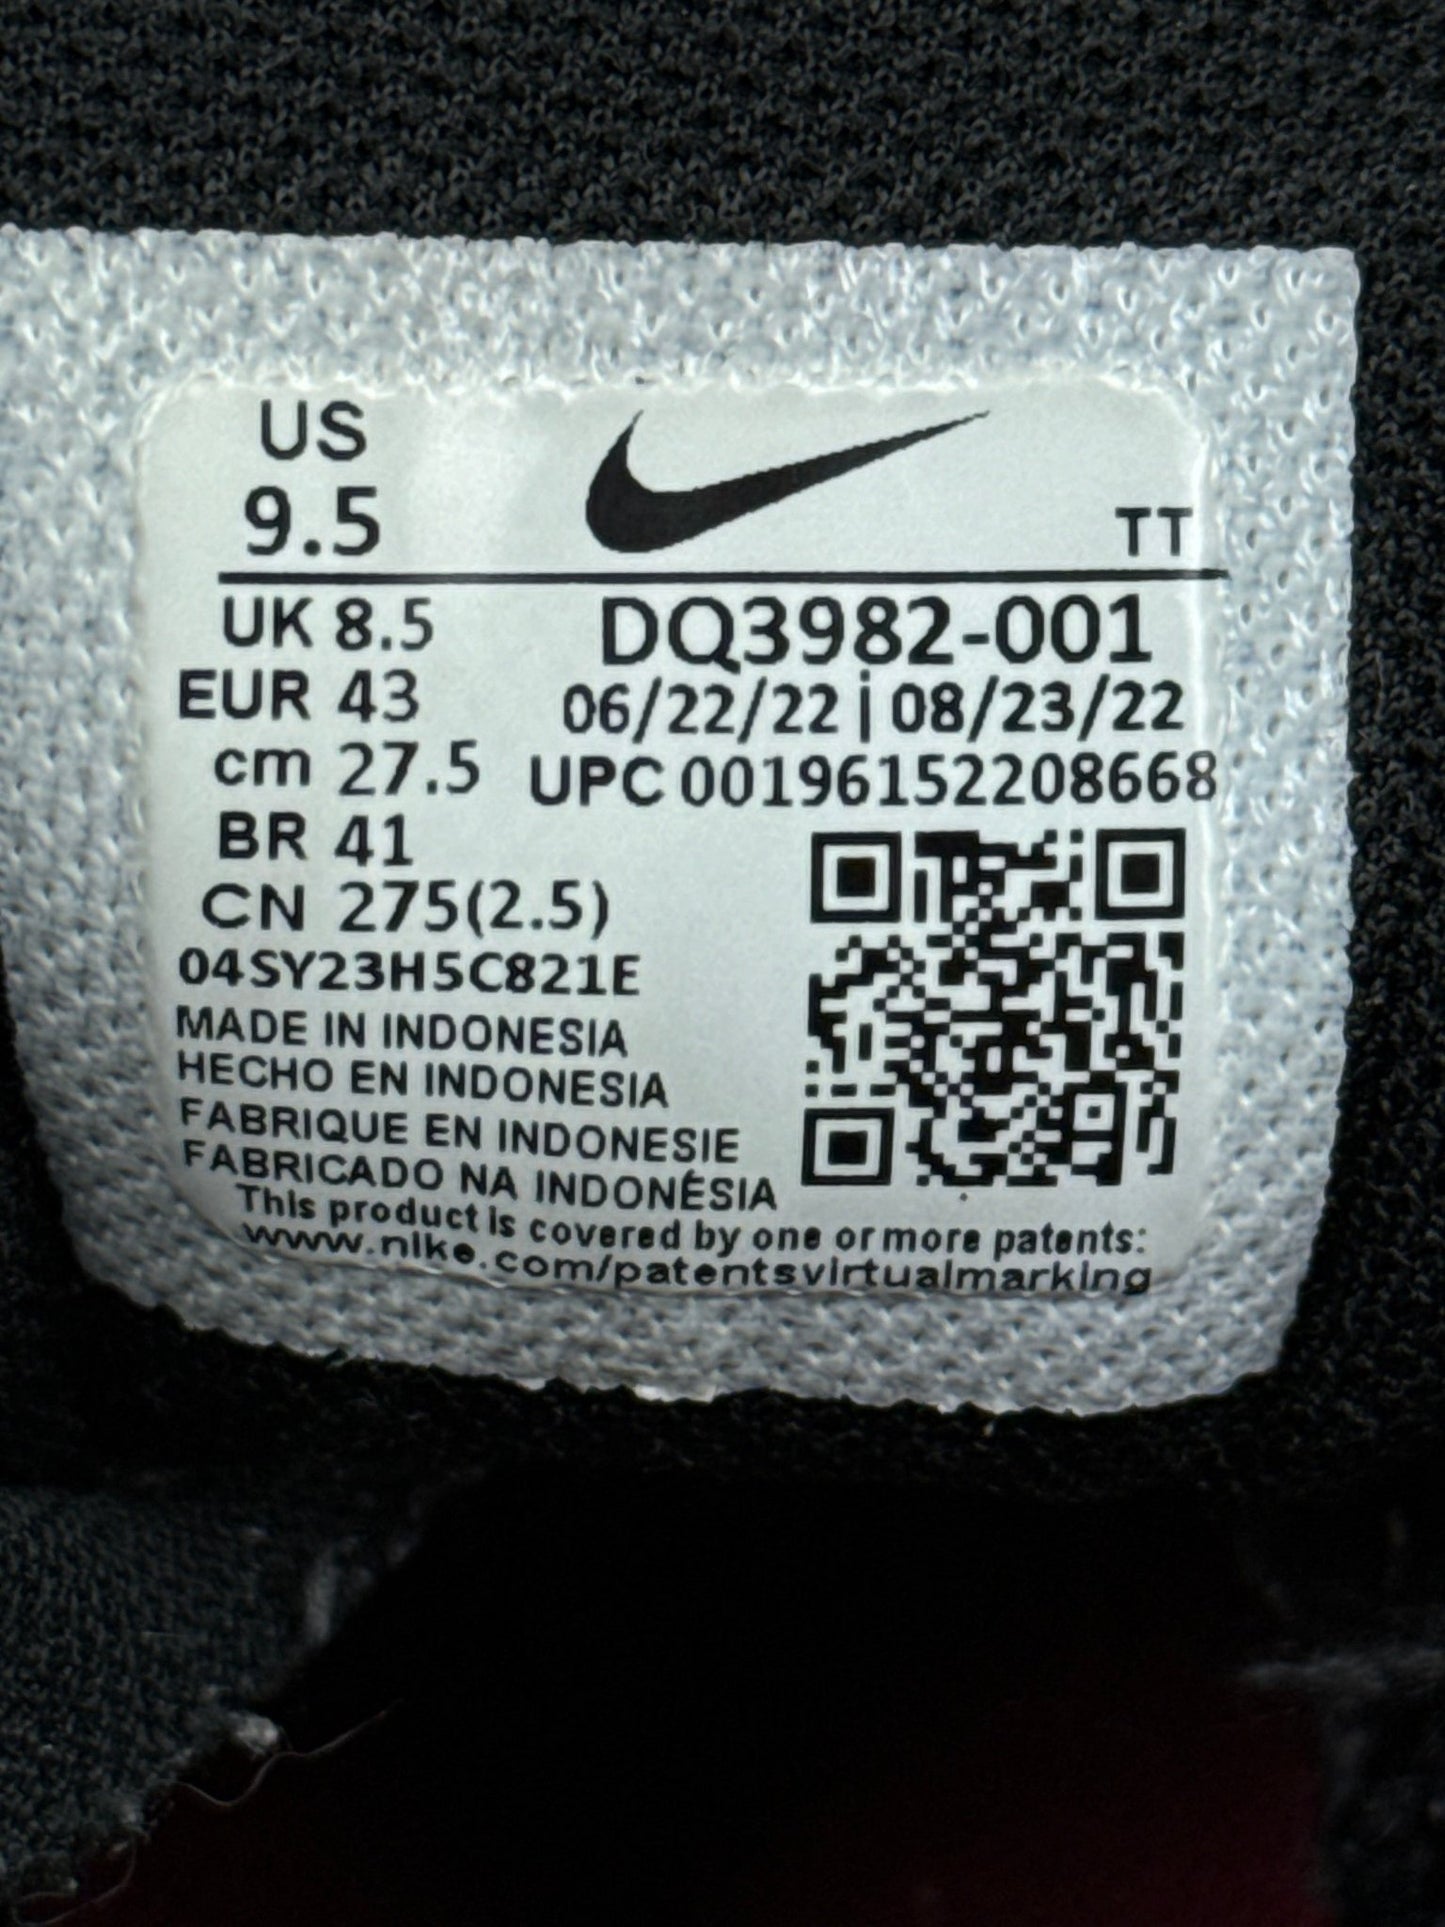 US
9.5
TT
UK 8.5
DQ3982-001
EUR 43
06/22/22 | 08/23/22
cm 27.5
UPC 00196152208668
BR 41
CN 275(2.5)
04SY23H5C821E
MADE IN INDONESIA
HECHO EN INDONESIA
FABRIQUE EN INDONESIE
FABRICADO NA INDONÉSIA
This product is covered by one or more patents:
www.nike.com/patentsvirtualmarking